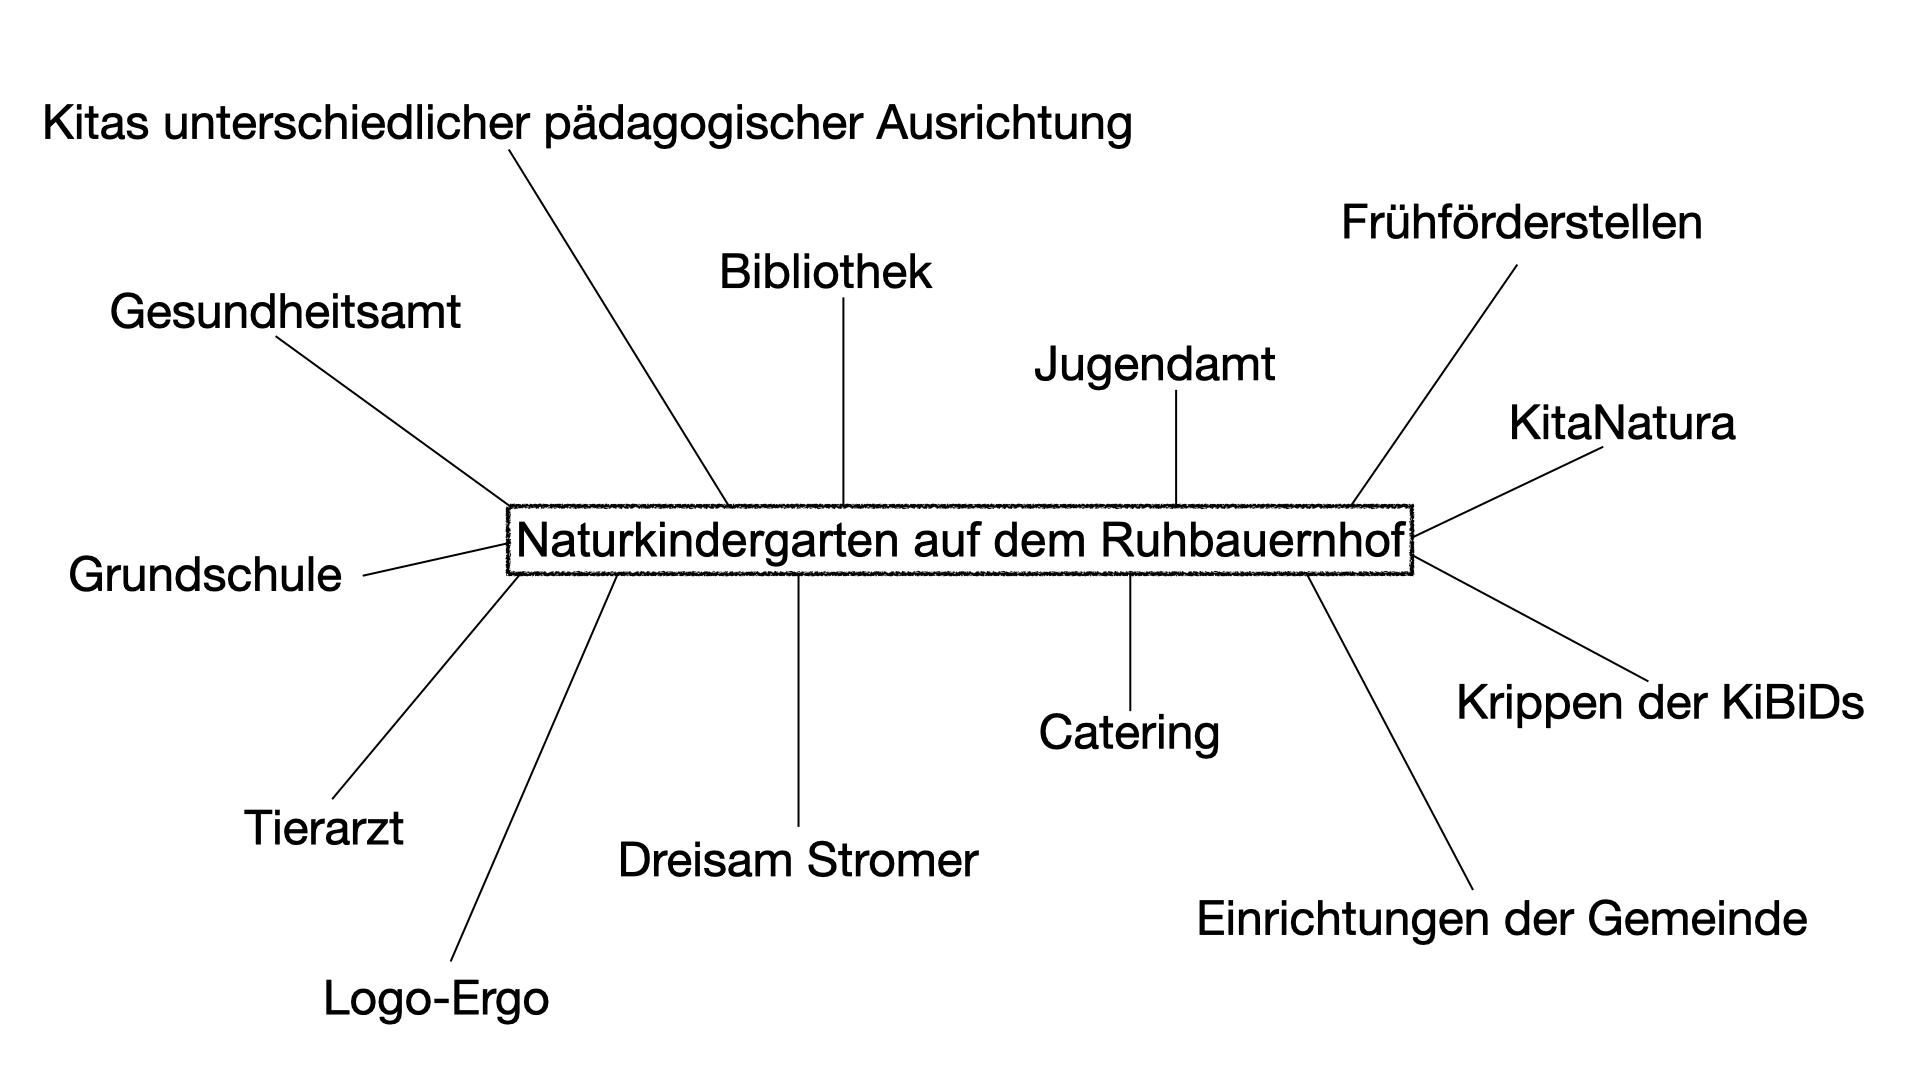 Kitas unterschiedlicher pädagogischer Ausrichtung
Frühförderstellen
Bibliothek
Gesundheitsamt
Jugendamt
KitaNatura
Naturkindergarten auf dem Ruhbauernhof
Grundschule
Krippen der KiBiDs
Catering
Tierarzt
Dreisam Stromer
Einrichtungen der Gemeinde
Logo-Ergo